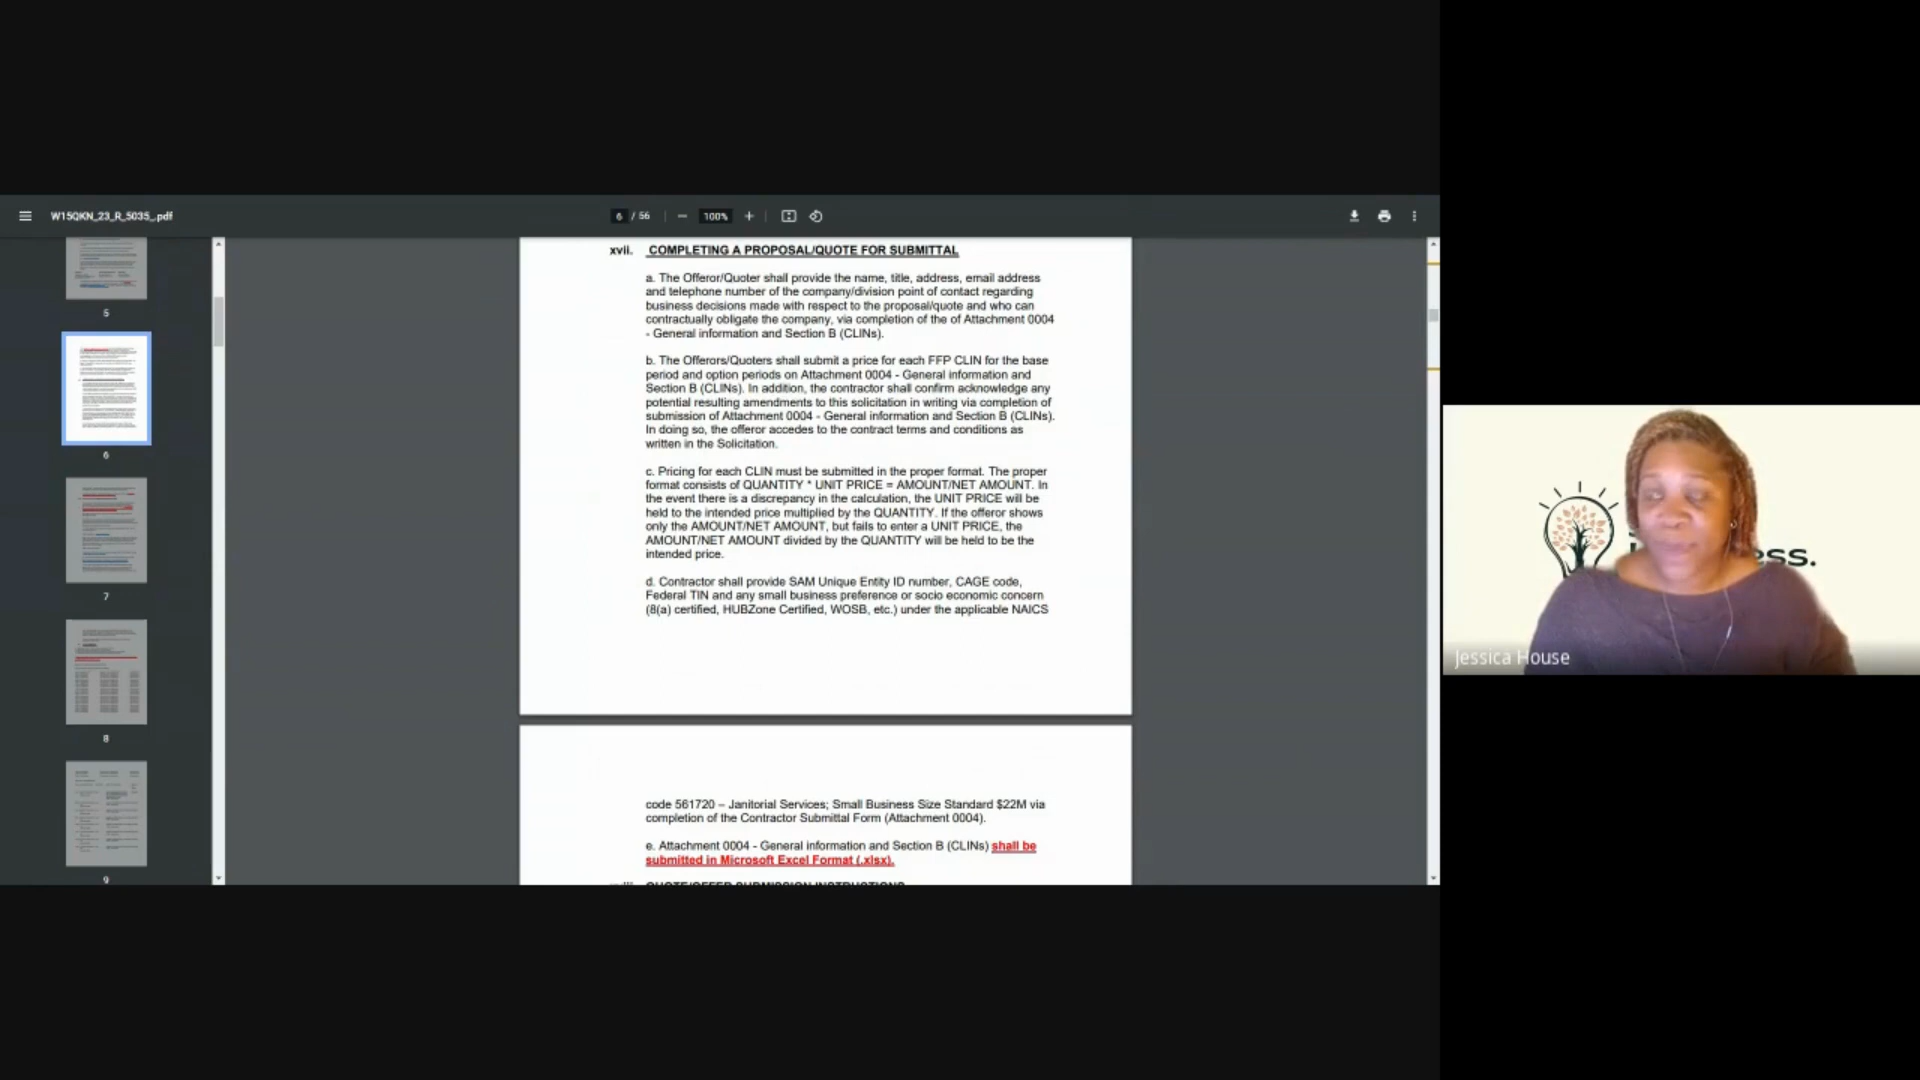 W15QKN_23_R_5035_.pdf
6 / 56
100%
5
6
7
8
9
xvii. COMPLETING A PROPOSAL/QUOTE FOR SUBMITTAL
a. The Offeror/Quoter shall provide the name, title, address, email address
and telephone number of the company/division point of contact regarding
business decisions made with respect to the proposal/quote and who can
contractually obligate the company, via completion of the of Attachment 0004
- General information and Section B (CLINs).
b. The Offerors/Quoters shall submit a price for each FFP CLIN for the base
period and option periods on Attachment 0004 - General information and
Section B (CLINs). In addition, the contractor shall confirm acknowledge any
potential resulting amendments to this solicitation in writing via completion of
submission of Attachment 0004 - General information and Section B (CLINs).
In doing so, the offeror accedes to the contract terms and conditions as
written in the Solicitation.
c. Pricing for each CLIN must be submitted in the proper format. The proper
format consists of QUANTITY * UNIT PRICE = AMOUNT/NET AMOUNT. In
the event there is a discrepancy in the calculation, the UNIT PRICE will be
held to the intended price multiplied by the QUANTITY. If the offeror shows
only the AMOUNT/NET AMOUNT, but fails to enter a UNIT PRICE, the
AMOUNT/NET AMOUNT divided by the QUANTITY will be held to be the
intended price.
d. Contractor shall provide SAM Unique Entity ID number, CAGE code,
Federal TIN and any small business preference or socio economic concern
(8(a) certified, HUBZone Certified, WOSB, etc.) under the applicable NAICS
code 561720 – Janitorial Services; Small Business Size Standard $22M via
completion of the Contractor Submittal Form (Attachment 0004).
e. Attachment 0004 - General information and Section B (CLINs) shall be
submitted in Microsoft Excel Format (.xlsx).
QUOTE/OFFER SUBMISSION INSTRUCTIONS
ess.
Jessica House